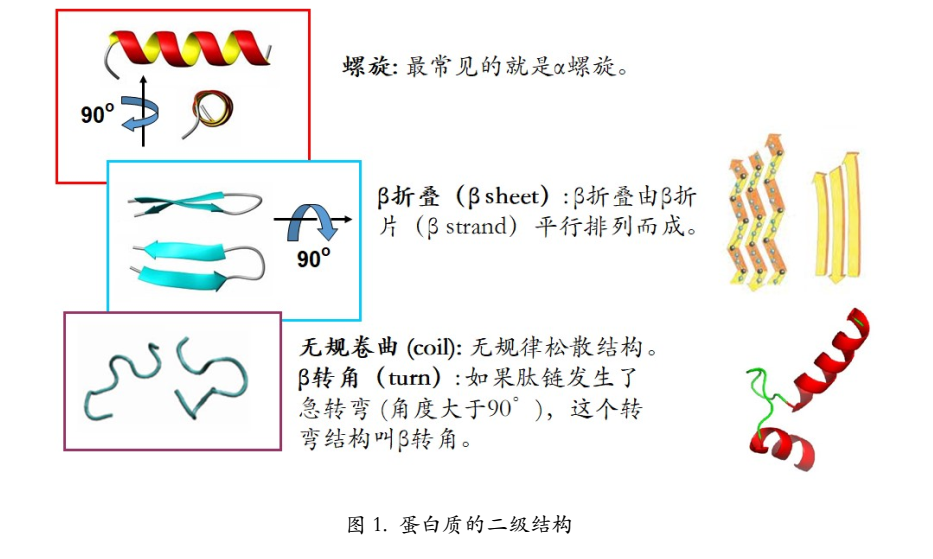 螺旋: 最常见的就是α螺旋。
90°
β折叠（β sheet）: β折叠由β折
片（β strand）平行排列而成。
90°
无规卷曲 (coil): 无规律松散结构。
β转角（turn）: 如果肽链发生了
急转弯 (角度大于90°)，这个转
弯结构叫β转角。
图 1. 蛋白质的二级结构